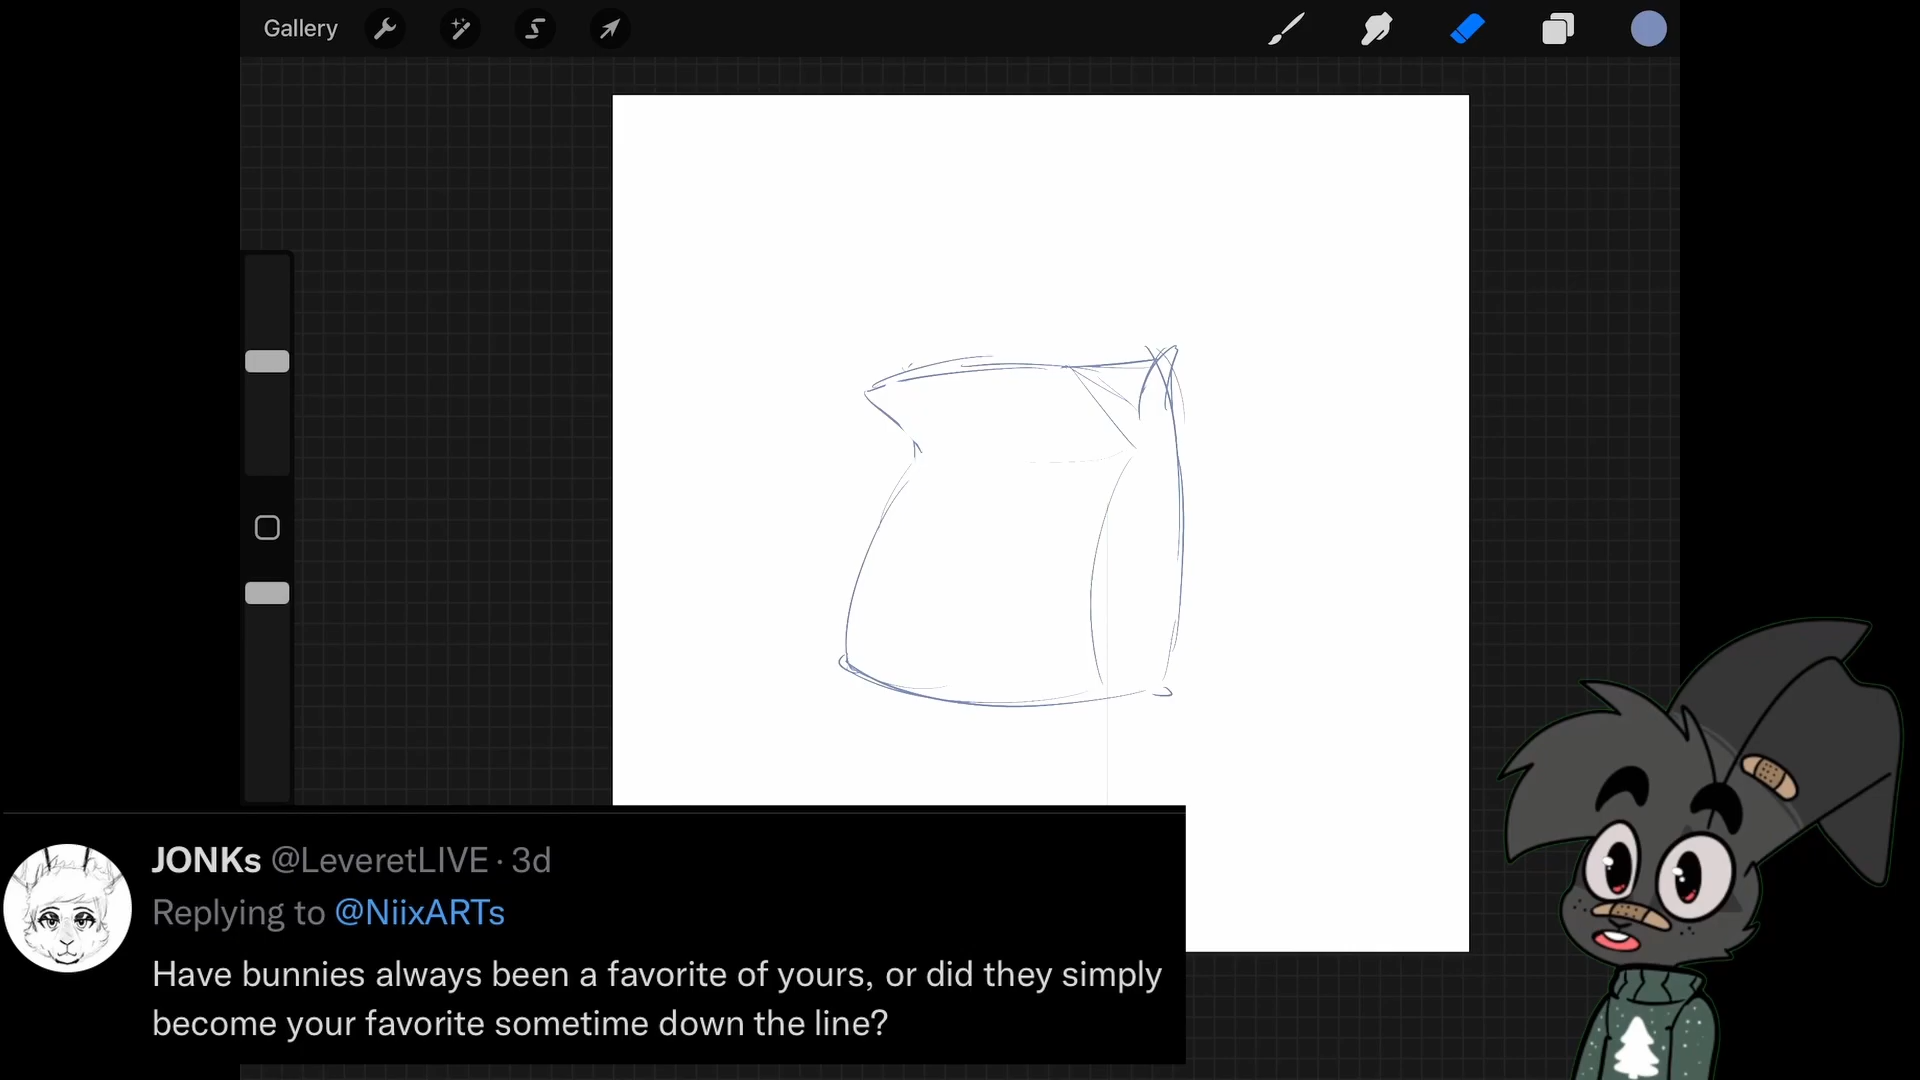 Gallery
JONKs @LeveretLIVE · 3d
Replying to @NiixARTs
Have bunnies always been a favorite of yours, or did they simply
become your favorite sometime down the line?